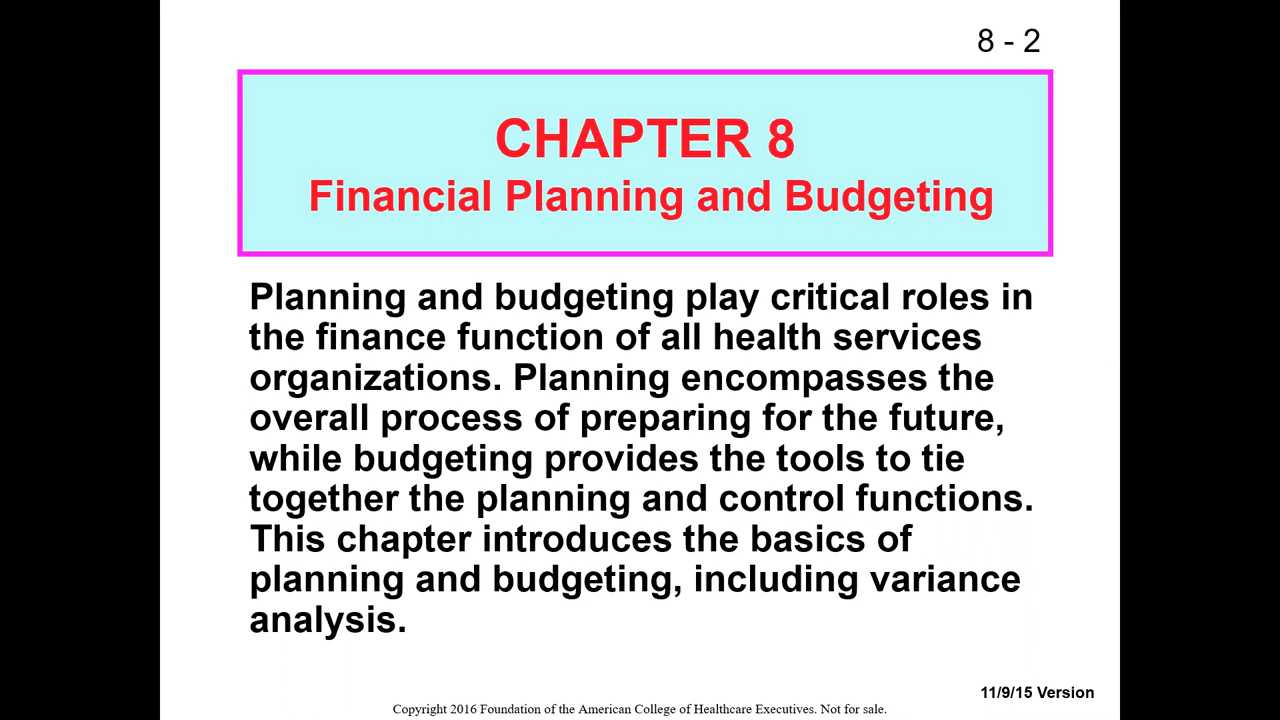 8 - 2
CHAPTER 8
Financial Planning and Budgeting
Planning and budgeting play critical roles in
the finance function of all health services
organizations. Planning encompasses the
overall process of preparing for the future,
while budgeting provides the tools to tie
together the planning and control functions.
This chapter introduces the basics of
planning and budgeting, including variance
analysis.
11/9/15 Version
Copyright 2016 Foundation of the American College of Healthcare Executives. Not for sale.